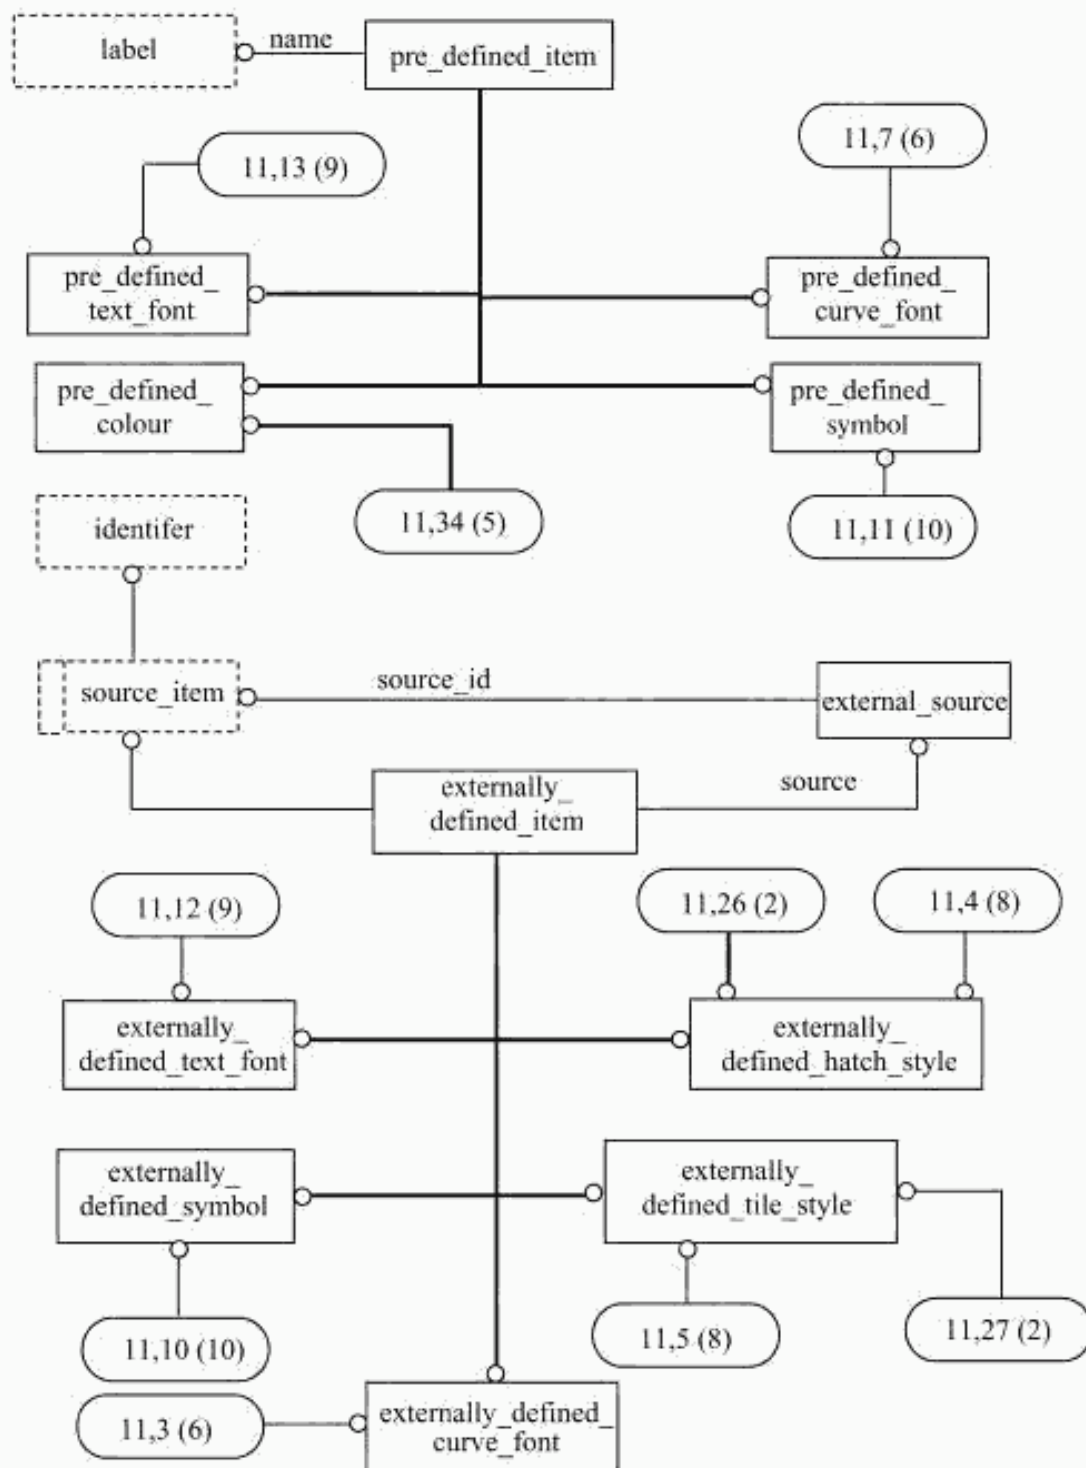 label
name
pre_defined_item
11,13 (9)
11,7 (6)
pre_defined_
text_font
pre_defined_
curve_font
pre_defined_
colour
pre_defined_
symbol
11,34 (5)
11,11 (10)
identifer
source_item
source_id
external_source
externally_
defined_item
source
11,12 (9)
11,26 (2)
11,4 (8)
externally_
defined_text_font
externally_
defined_hatch_style
externally_
defined_symbol
externally_
defined_tile_style
11,10 (10)
11,5 (8)
11,27 (2)
11,3 (6)
externally_defined_
curve_font